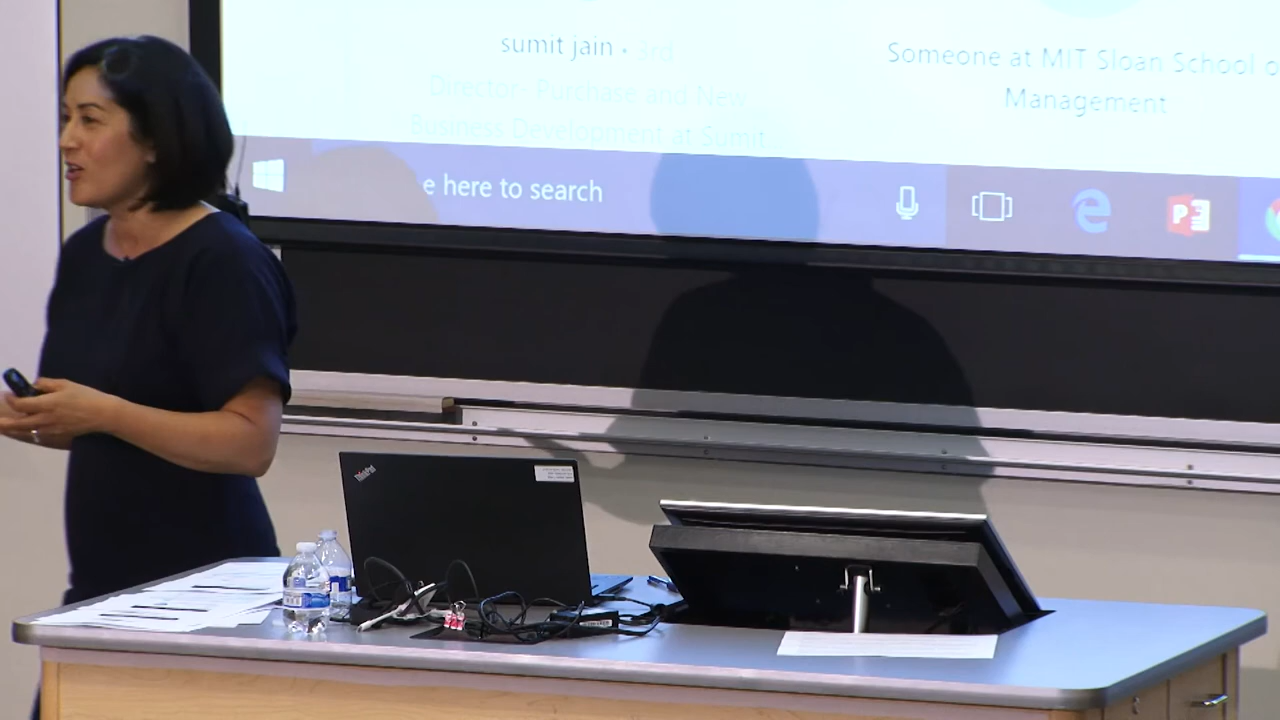 sumit jain • 3rd
Director- Purchase and New
Business Development at Sumit...
Someone at MIT Sloan School o
Management
e here to search
ThinkPad